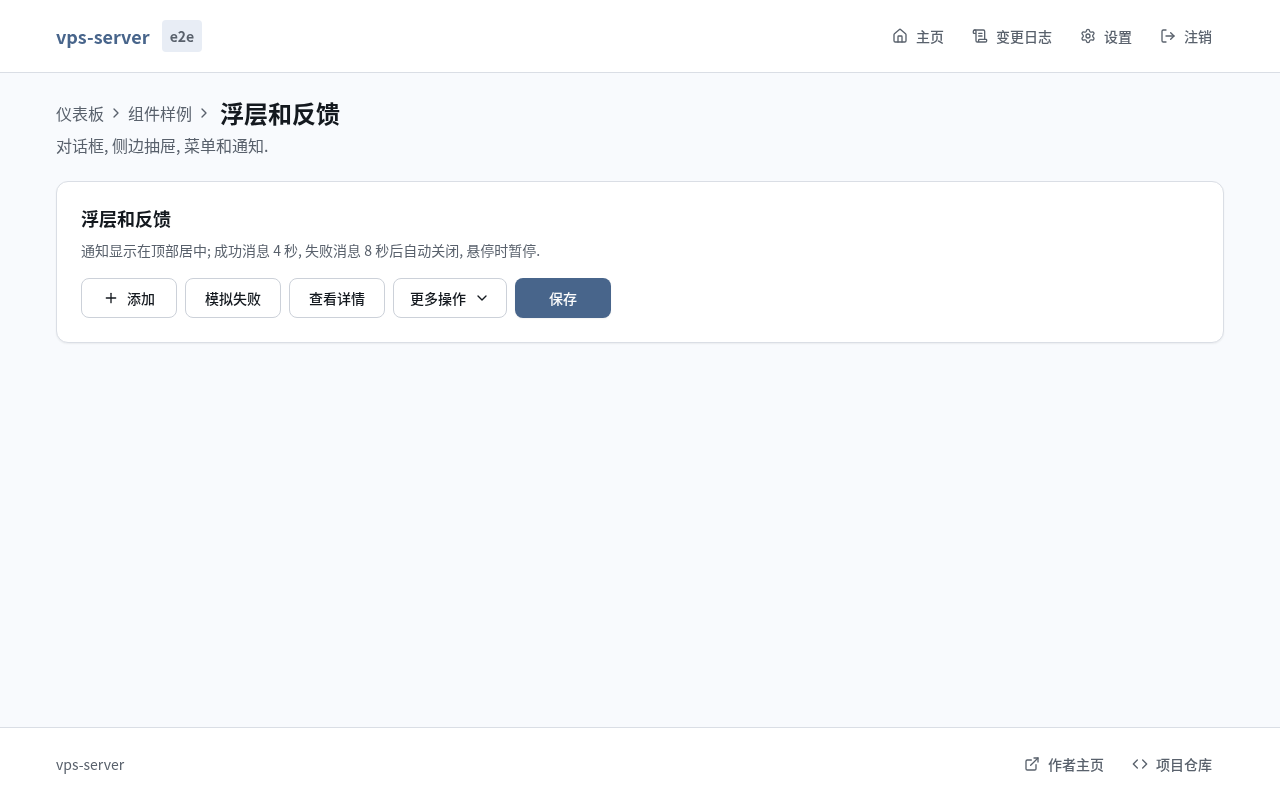 vps-server e2e 主页 变更日志 设置 注销
仪表板 组件样例 浮层和反馈
对话框, 侧边抽屉, 菜单和通知.
浮层和反馈
通知显示在顶部居中; 成功消息 4 秒, 失败消息 8 秒后自动关闭, 悬停时暂停.
添加 模拟失败 查看详情 更多操作 保存
vps-server 作者主页 项目仓库